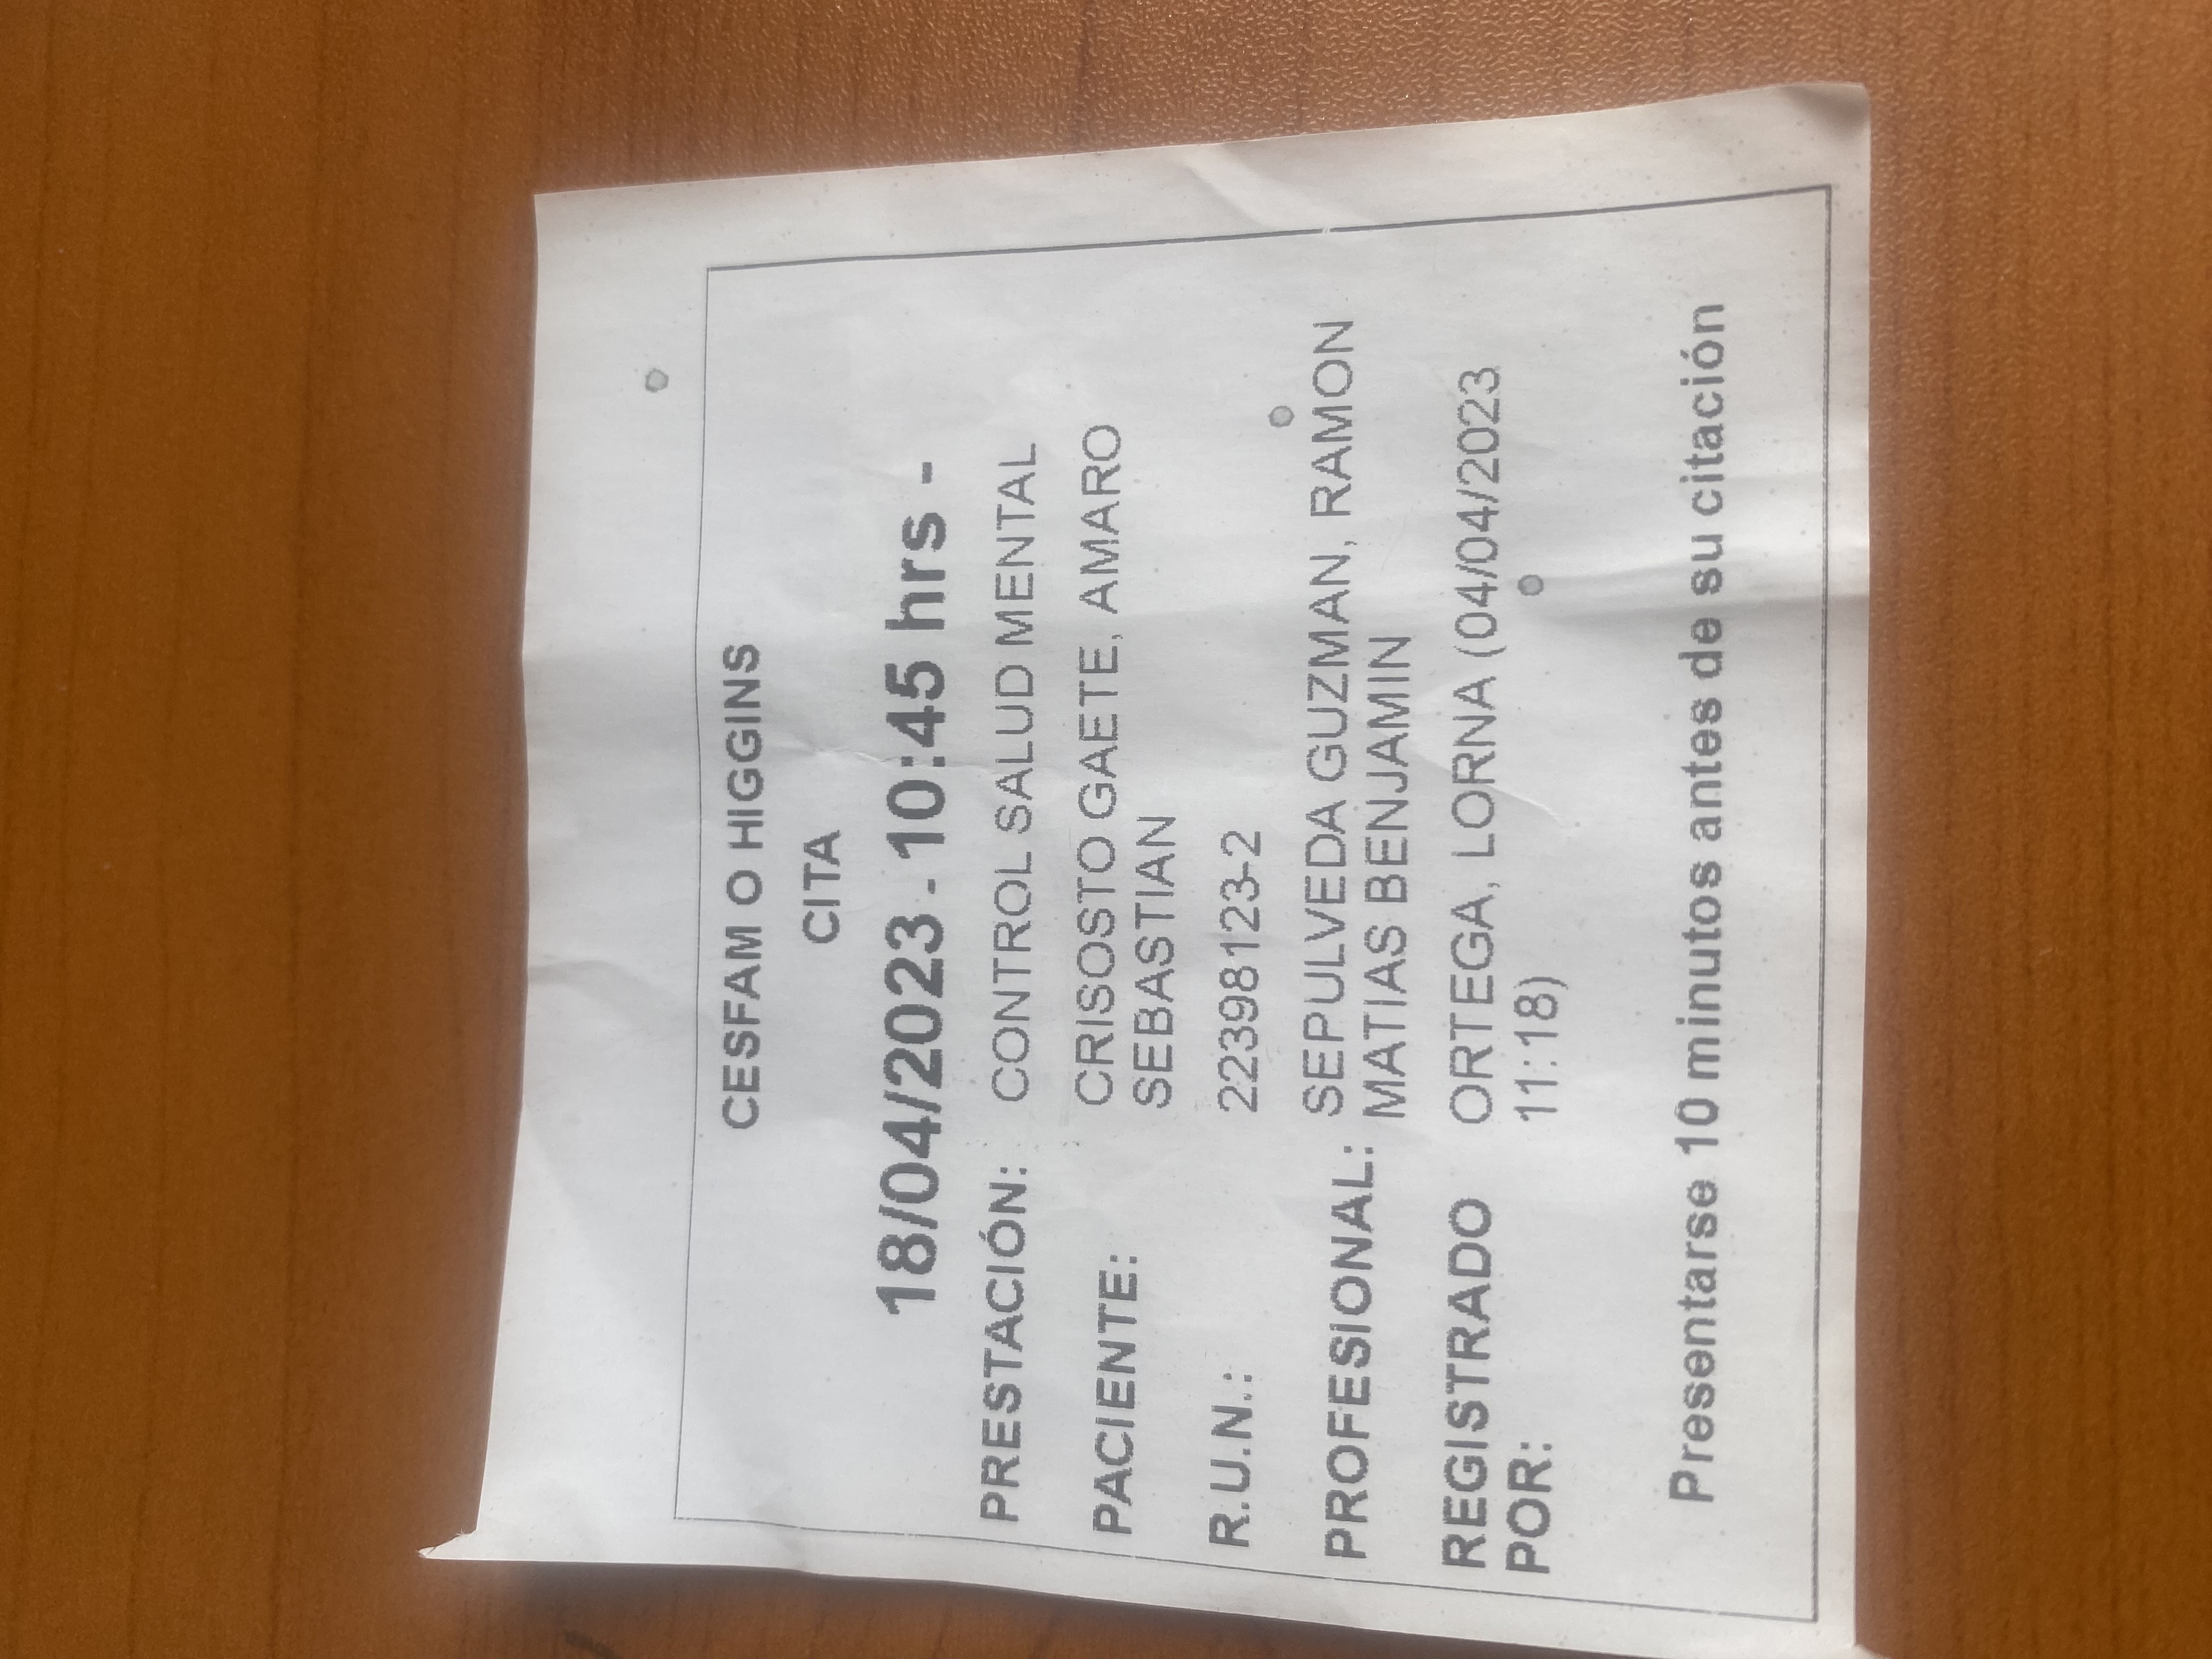 CESFAM O HIGGINS
CITA
18/04/2023 - 10:45 hrs -
PRESTACIÓN: CONTROL SALUD MENTAL
PACIENTE: CRISOSTO GAETE, AMARO
SEBASTIAN
R.U.N.: 22398123-2
PROFESIONAL: SEPULVEDA GUZMAN, RAMON
MATIAS BENJAMIN
REGISTRADO ORTEGA, LORNA (04/04/2023
POR: 11:18)
Presentarse 10 minutos antes de su citación